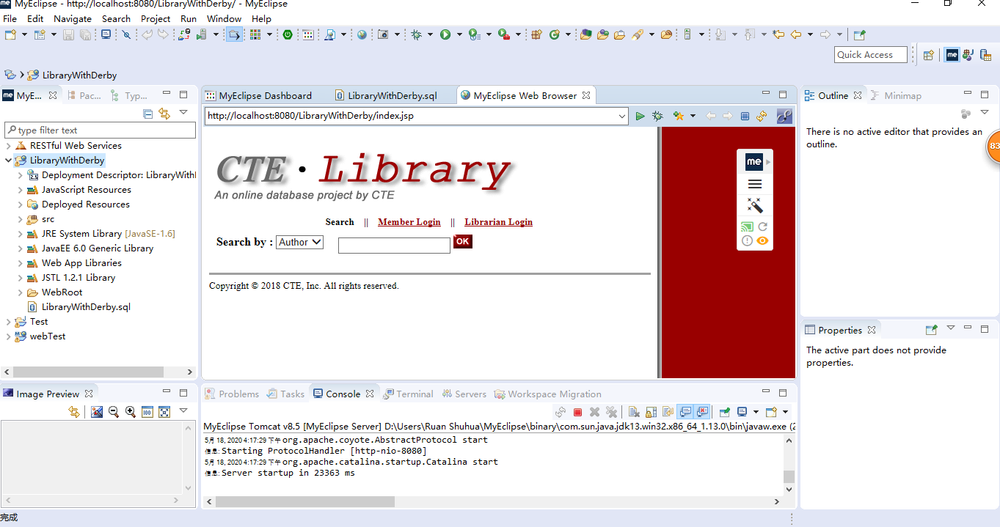 MyEclipse - http://localhost:8080/LibraryWithDerby/ - MyEclipse
File Edit Navigate Search Project Run Window Help
Quick Access
me
LibraryWithDerby
me MyE... Pac... Typ...
type filter text
RESTful Web Services
LibraryWithDerby
Deployment Descriptor: LibraryWithI
JavaScript Resources
Deployed Resources
src
JRE System Library [JavaSE-1.6]
JavaEE 6.0 Generic Library
Web App Libraries
JSTL 1.2.1 Library
WebRoot
LibraryWithDerby.sql
Test
webTest
MyEclipse Dashboard LibraryWithDerby.sql MyEclipse Web Browser
http://localhost:8080/LibraryWithDerby/index.jsp
CTE · Library
An online database project by CTE
Search || Member Login || Librarian Login
Search by : Author OK
Copyright © 2018 CTE, Inc. All rights reserved.
me
Outline Minimap
There is no active editor that provides an
outline.
83
Properties
The active part does not provide
properties.
Image Preview
100
Problems Tasks Console Terminal Servers Workspace Migration
MyEclipse Tomcat v8.5 [MyEclipse Server] D:\Users\Ruan Shuhua\MyEclipse\binary\com.sun.java.jdk13.win32.x86_64_1.13.0\bin\javaw.exe (2
5月 18, 2020 4:17:29 下午 org.apache.coyote.AbstractProtocol start
信息: Starting ProtocolHandler [http-nio-8080]
5月 18, 2020 4:17:29 下午 org.apache.catalina.startup.Catalina start
信息: Server startup in 23363 ms
完成